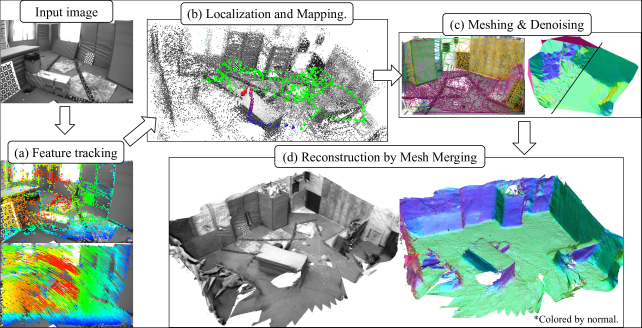 Input image
(b) Localization and Mapping.
(c) Meshing & Denoising
(a) Feature tracking
(d) Reconstruction by Mesh Merging
*Colored by normal.